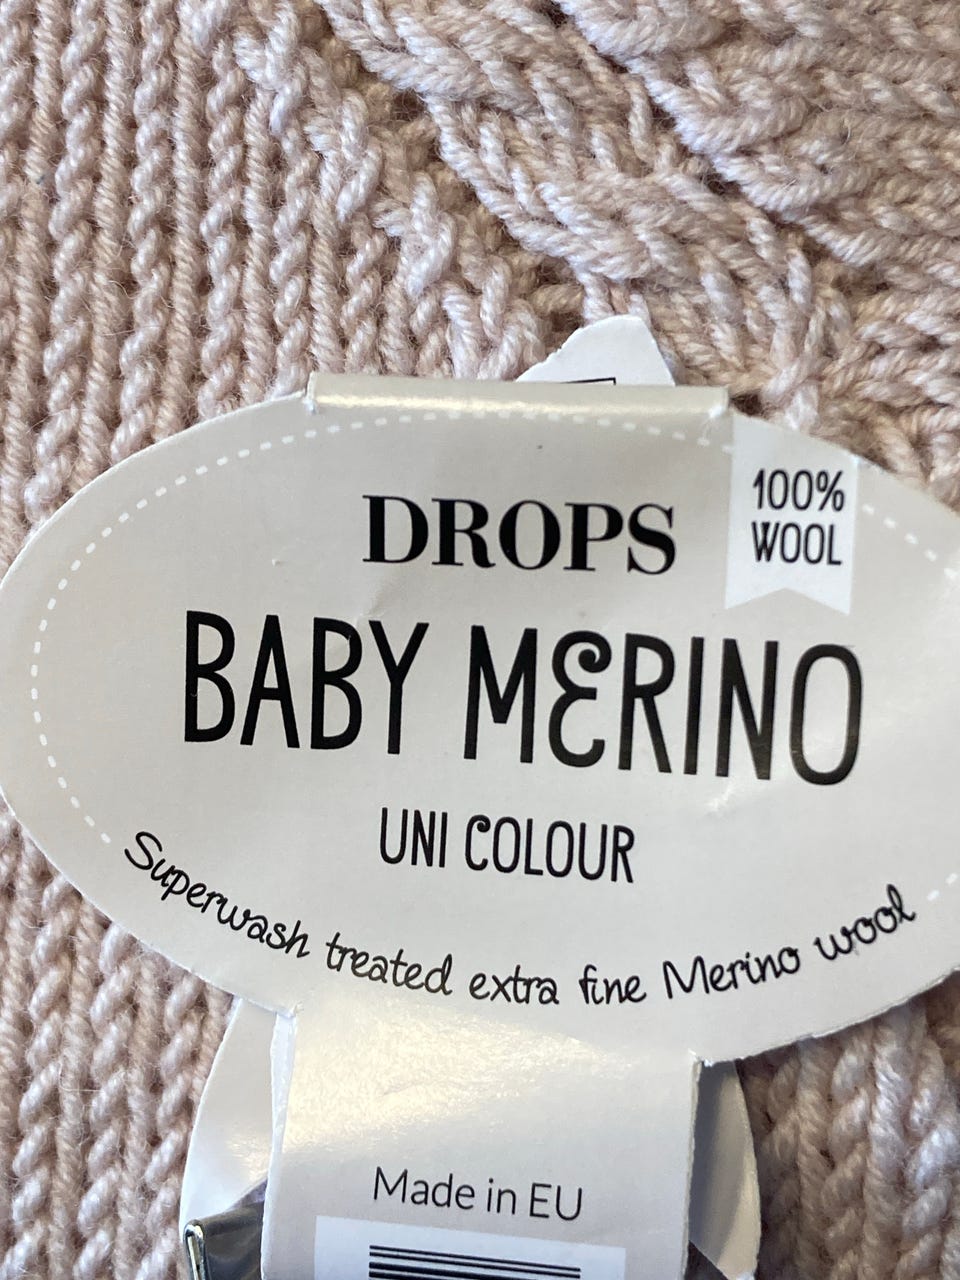 DROPS
100%
WOOL
BABY MERINO
UNI COLOUR
Superwash treated extra fine Merino wool
Made in EU